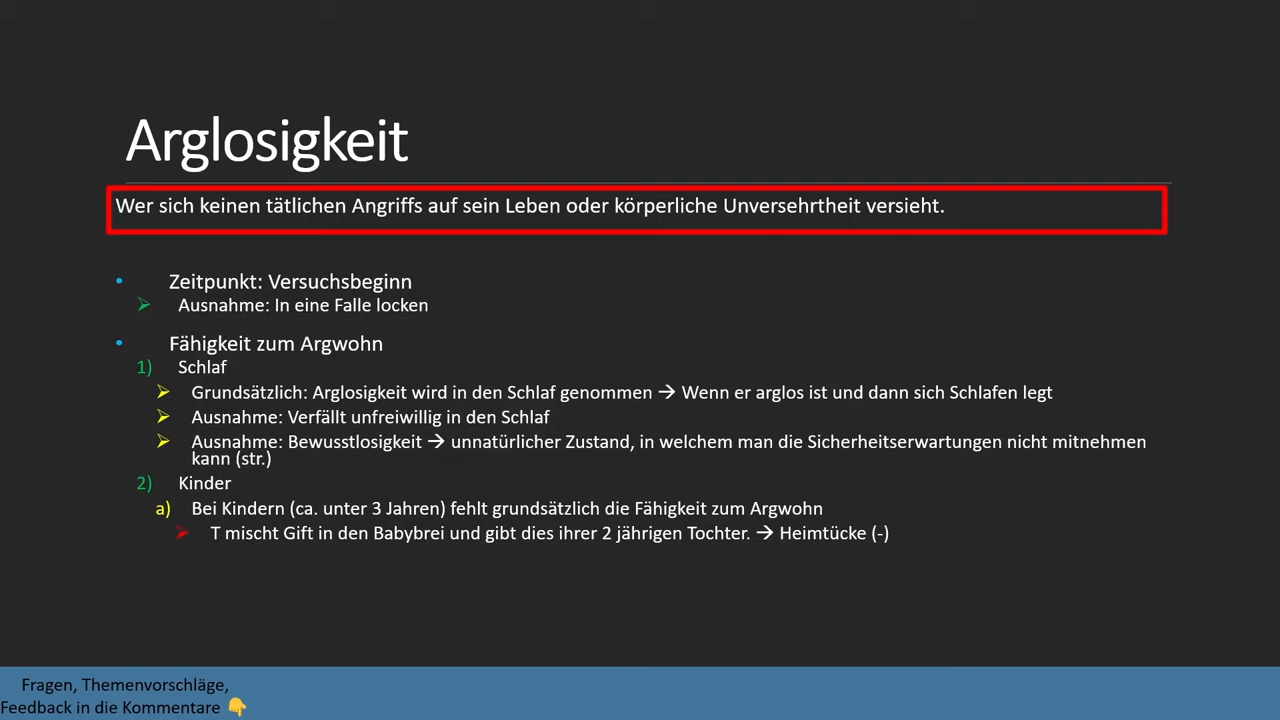 Arglosigkeit
Wer sich keinen tätlichen Angriffs auf sein Leben oder körperliche Unversehrtheit versieht.
• Zeitpunkt: Versuchsbeginn
➢ Ausnahme: In eine Falle locken
• Fähigkeit zum Argwohn
1) Schlaf
➢ Grundsätzlich: Arglosigkeit wird in den Schlaf genommen → Wenn er arglos ist und dann sich Schlafen legt
➢ Ausnahme: Verfällt unfreiwillig in den Schlaf
➢ Ausnahme: Bewusstlosigkeit → unnatürlicher Zustand, in welchem man die Sicherheitserwartungen nicht mitnehmen
kann (str.)
2) Kinder
a) Bei Kindern (ca. unter 3 Jahren) fehlt grundsätzlich die Fähigkeit zum Argwohn
➢ T mischt Gift in den Babybrei und gibt dies ihrer 2 jährigen Tochter. → Heimtücke (-)
Fragen, Themenvorschläge,
Feedback in die Kommentare 👇